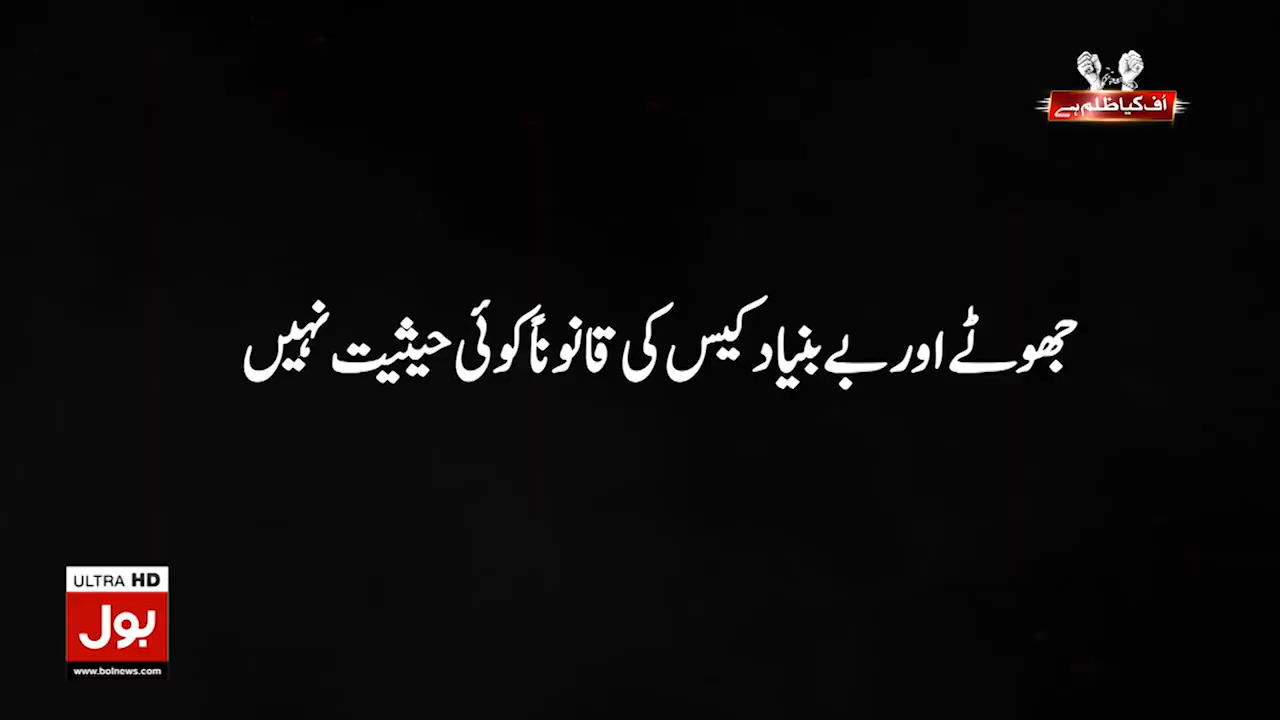 اُف کیا ظلم ہے
جھوٹے اور بے بنیاد کیس کی قانوناً کوئی حیثیت نہیں
ULTRA HD
بول
www.bolnews.com